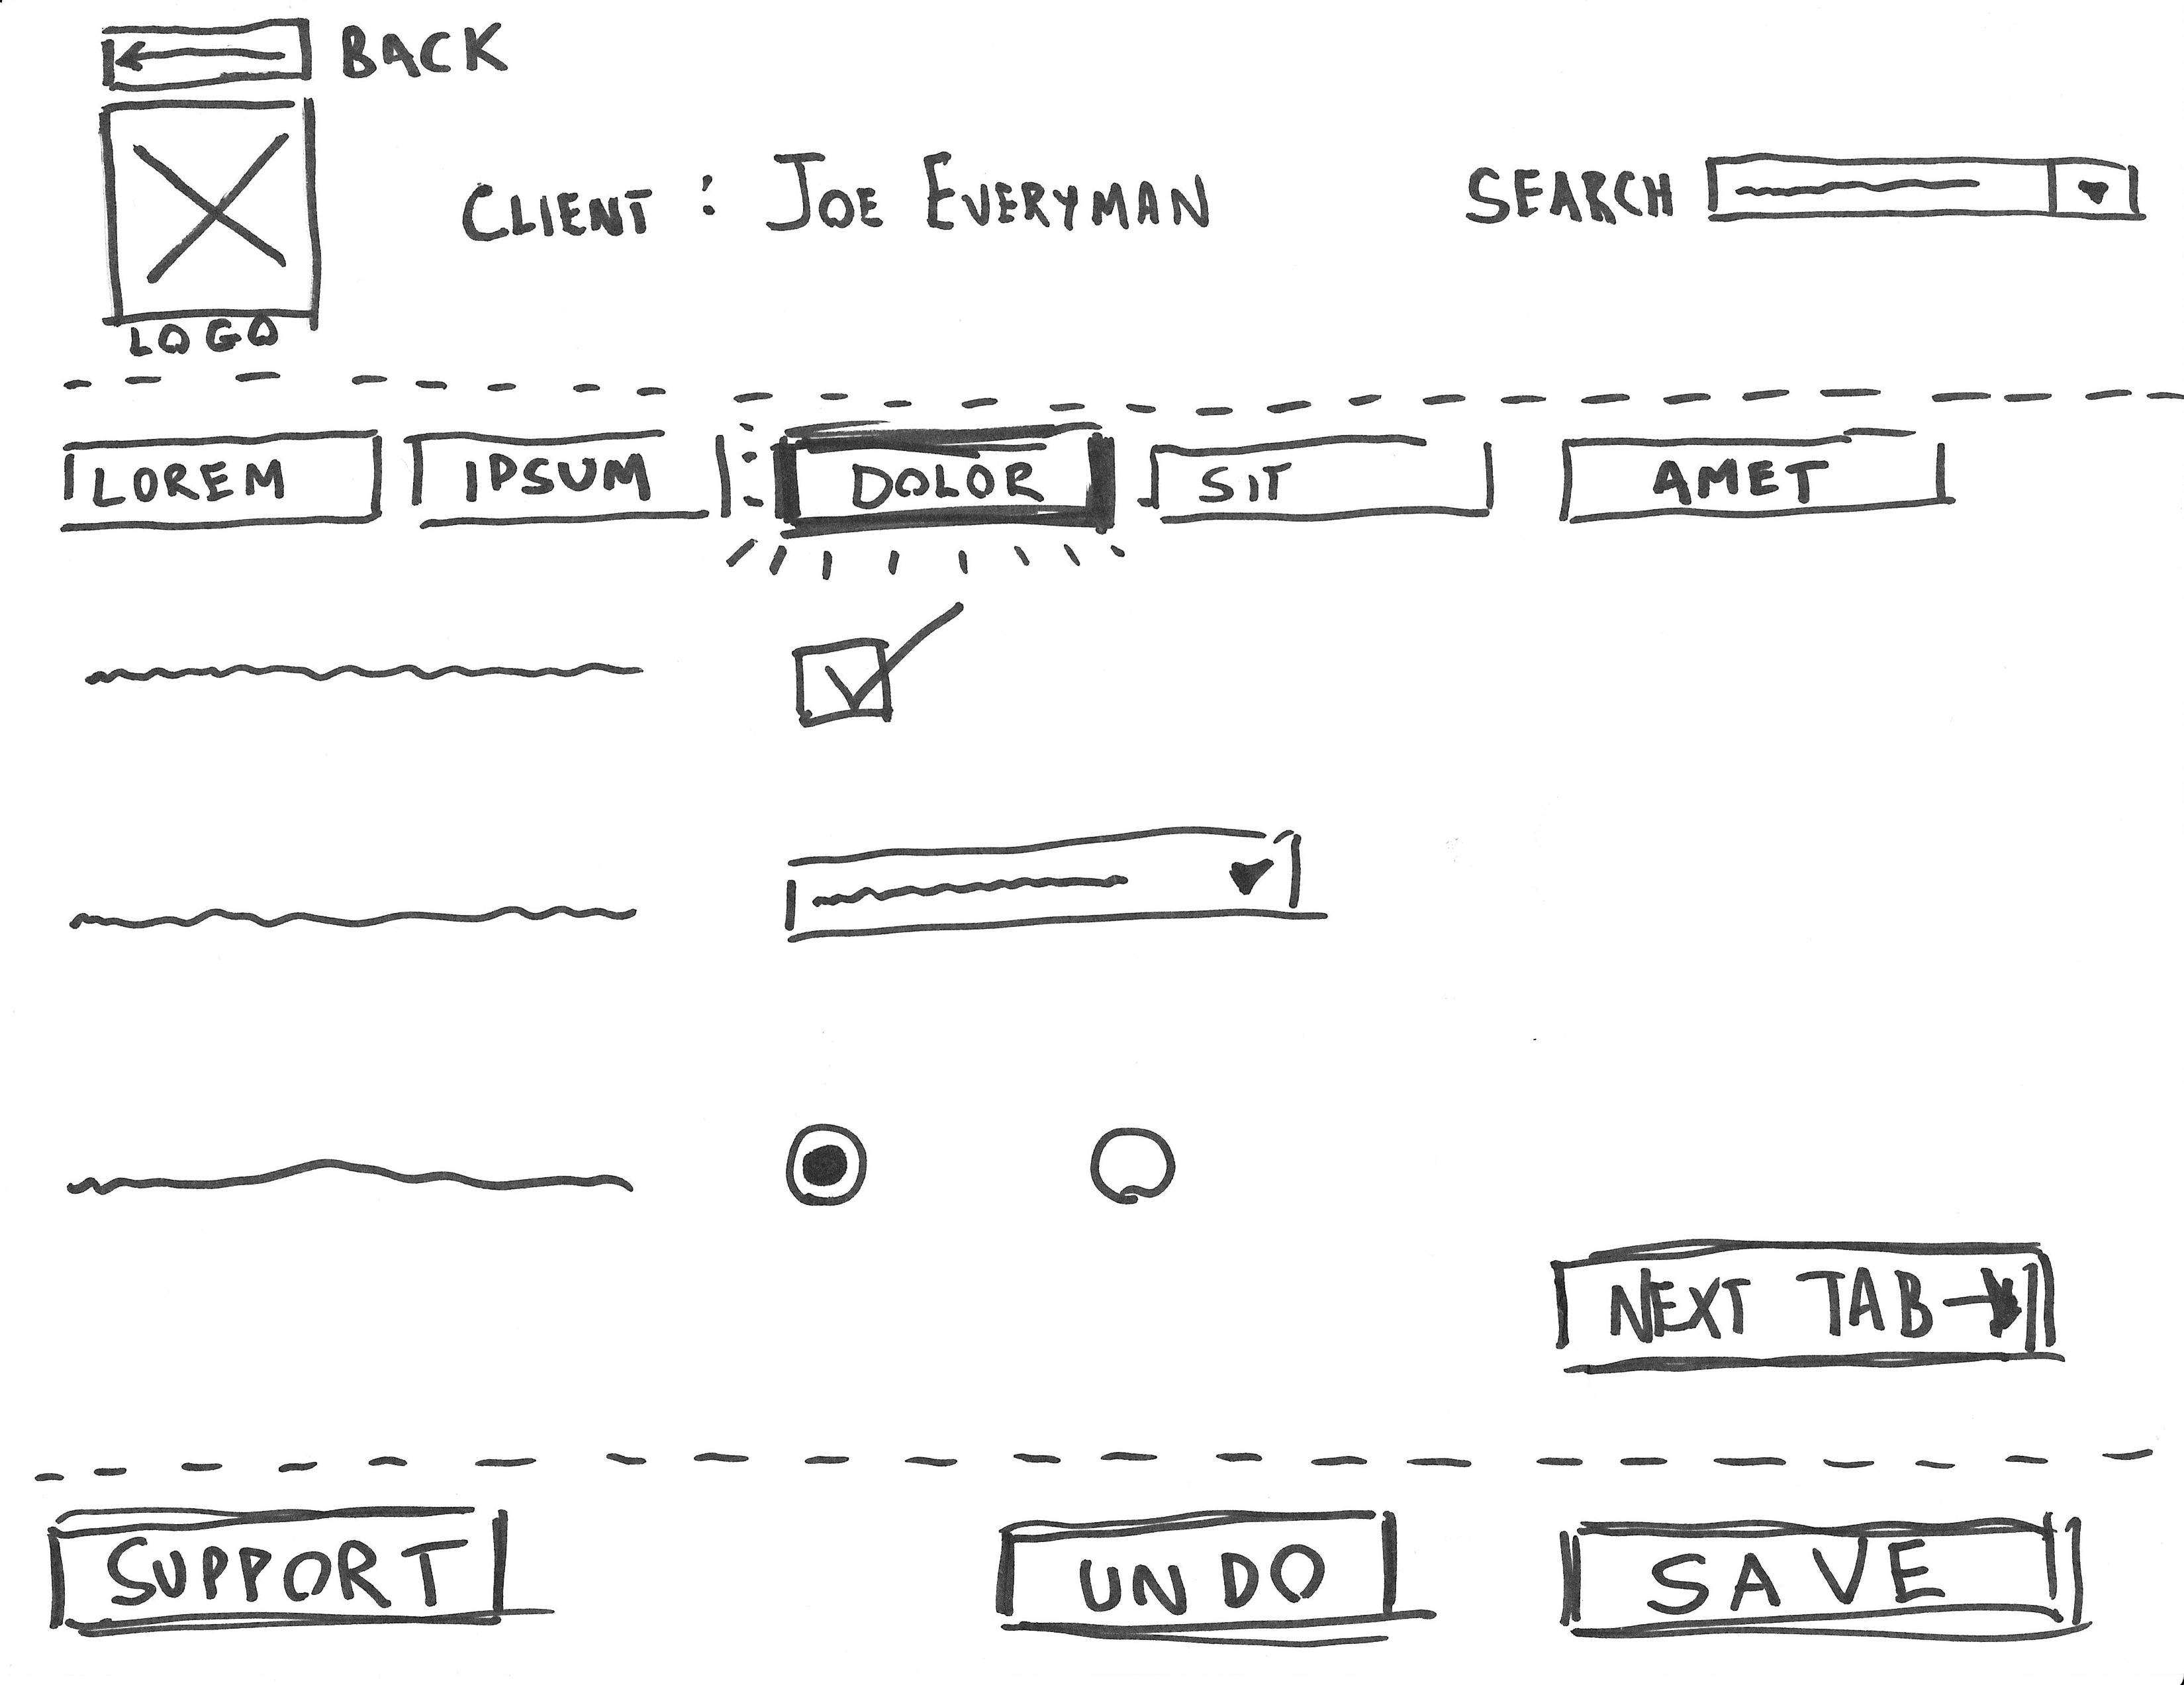 BACK
CLIENT : JOE EVERYMAN
SEARCH
LOGO
LOREM IPSUM DOLOR SIT AMET
NEXT TAB
SUPPORT UNDO SAVE